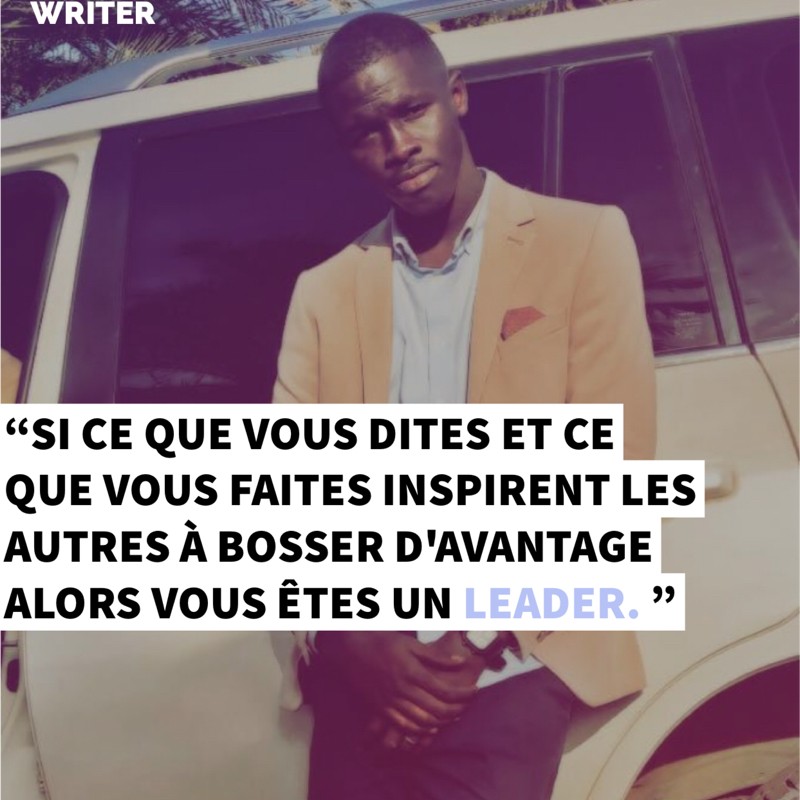 WRITER
“SI CE QUE VOUS DITES ET CE
QUE VOUS FAITES INSPIRENT LES
AUTRES À BOSSER D'AVANTAGE
ALORS VOUS ÊTES UN LEADER. ”